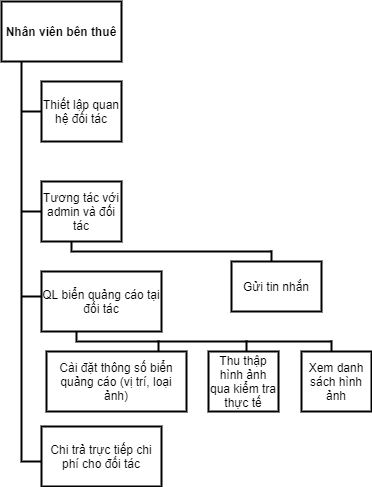 Nhân viên bên thuê
Thiết lập quan
hệ đối tác
Tương tác với
admin và đối
tác
Gửi tin nhắn
QL biển quảng cáo tại
đối tác
Cài đặt thông số biển
quảng cáo (vị trí, loại
ảnh)
Thu thập
hình ảnh
qua kiểm tra
thực tế
Xem danh
sách hình
ảnh
Chi trả trực tiếp chi
phí cho đối tác